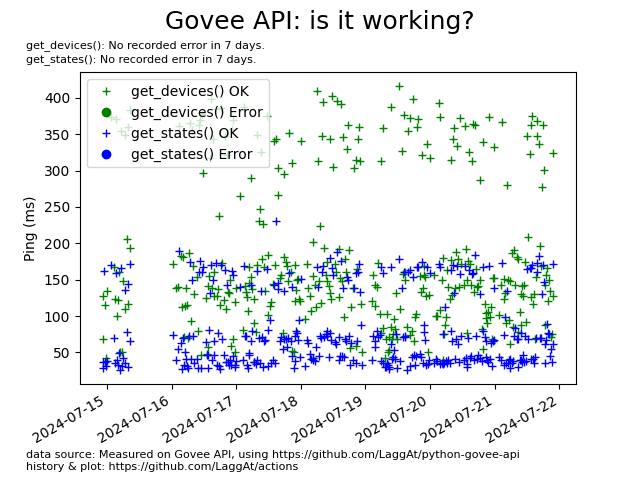 Govee API: is it working?
get_devices(): No recorded error in 7 days.
get_states(): No recorded error in 7 days.
get_devices() OK
get_devices() Error
get_states() OK
get_states() Error
Ping (ms)
400
350
300
250
200
150
100
50
2024-07-15
2024-07-16
2024-07-17
2024-07-18
2024-07-19
2024-07-20
2024-07-21
2024-07-22
data source: Measured on Govee API, using https://github.com/LaggAt/python-govee-api
history & plot: https://github.com/LaggAt/actions